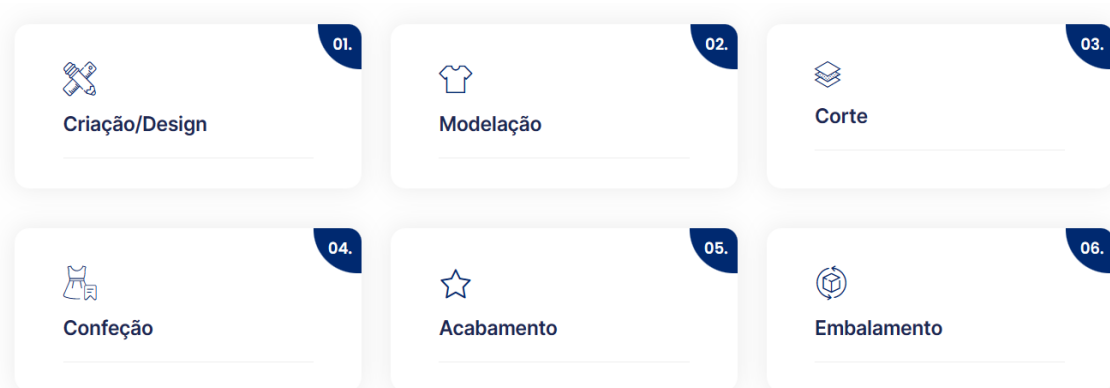 01.
Criação/Design
02.
Modelação
03.
Corte
04.
Confeção
05.
Acabamento
06.
Embalamento